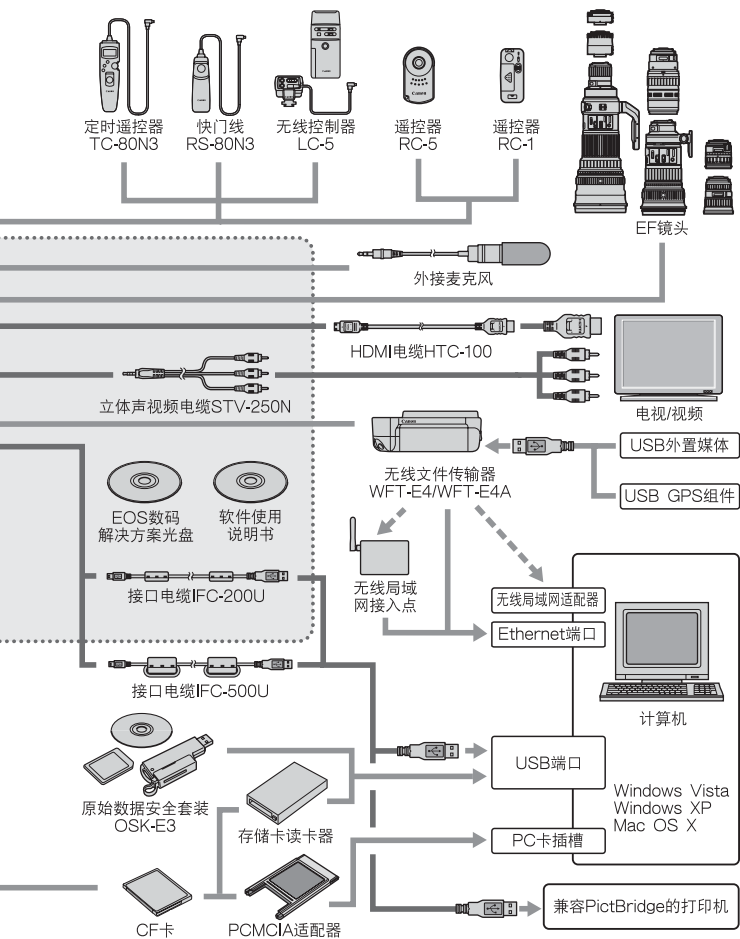 定时遥控器
TC-80N3
快门线
RS-80N3
无线控制器
LC-5
遥控器
RC-5
遥控器
RC-1
EF镜头
外接麦克风
HDMI电缆HTC-100
立体声视频电缆STV-250N
电视/视频
USB外置媒体
无线文件传输器
WFT-E4/WFT-E4A
USB GPS组件
EOS数码
解决方案光盘
软件使用
说明书
接口电缆IFC-200U
无线局域
网接入点
无线局域网适配器
Ethernet端口
接口电缆IFC-500U
计算机
USB端口
Windows Vista
Windows XP
Mac OS X
原始数据安全套装
OSK-E3
存储卡读卡器
PC卡插槽
CF卡
PCMCIA适配器
兼容PictBridge的打印机